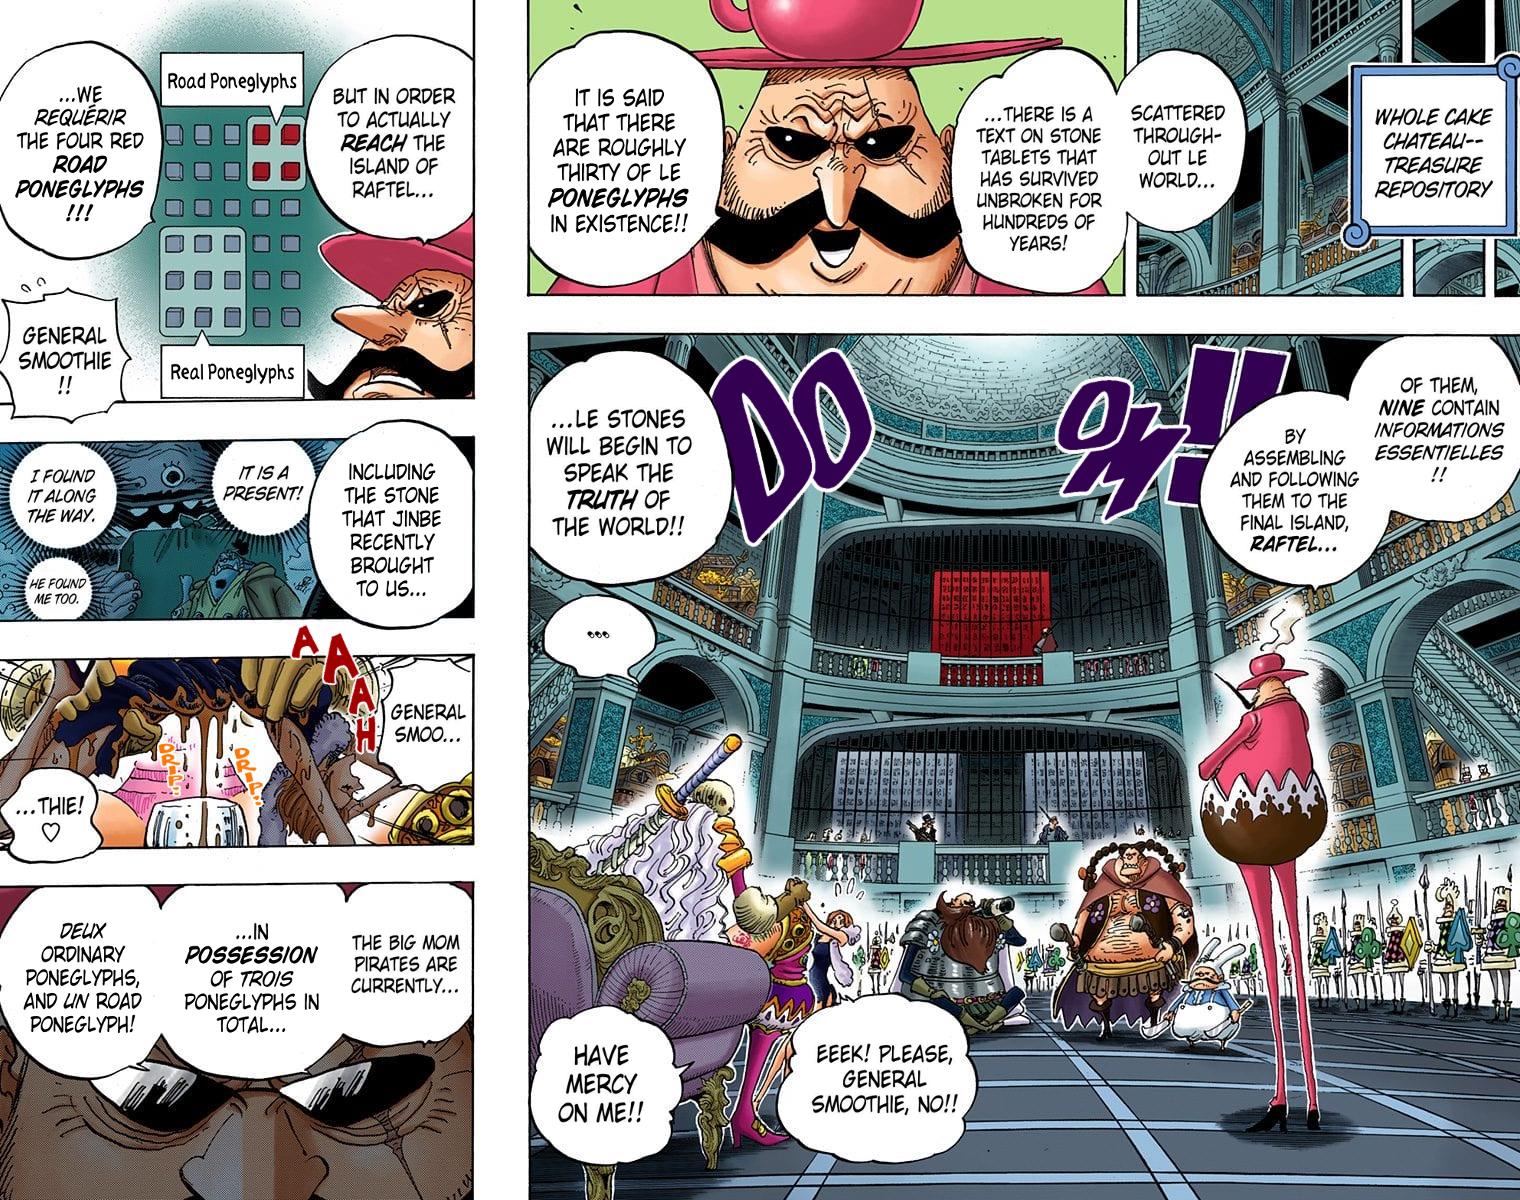 WHOLE CAKE
CHATEAU--
TREASURE
REPOSITORY
SCATTERED
THROUGH-
OUT LE
WORLD...
...THERE IS A
TEXT ON STONE
TABLETS THAT
HAS SURVIVED
UNBROKEN FOR
HUNDREDS OF
YEARS!
IT IS SAID
THAT THERE
ARE ROUGHLY
THIRTY OF LE
PONEGLYPHS
IN EXISTENCE!!
OF THEM,
NINE CONTAIN
INFORMATIONS
ESSENTIELLES
!!
BY
ASSEMBLING
AND FOLLOWING
THEM TO THE
FINAL ISLAND,
RAFTEL...
DOOM!!
...LE STONES
WILL BEGIN TO
SPEAK THE
TRUTH OF
THE WORLD!!
...
EEEK! PLEASE,
GENERAL
SMOOTHIE, NO!!
HAVE
MERCY
ON ME!!
BUT IN ORDER
TO ACTUALLY
REACH THE
ISLAND OF
RAFTEL...
Road Poneglyphs
Real Poneglyphs
...WE
REQUÉRIR
THE FOUR RED
ROAD
PONEGLYPHS
!!!
GENERAL
SMOOTHIE
!!
INCLUDING
THE STONE
THAT JINBE
RECENTLY
BROUGHT
TO US...
IT IS A
PRESENT!
I FOUND
IT ALONG
THE WAY.
HE FOUND
ME TOO.
AAAH
GENERAL
SMOO...
DRIP..
DRIP..
...THIE!
♡
THE BIG MOM
PIRATES ARE
CURRENTLY...
...IN
POSSESSION
OF TROIS
PONEGLYPHS IN
TOTAL...
DEUX
ORDINARY
PONEGLYPHS,
AND UN ROAD
PONEGLYPH!